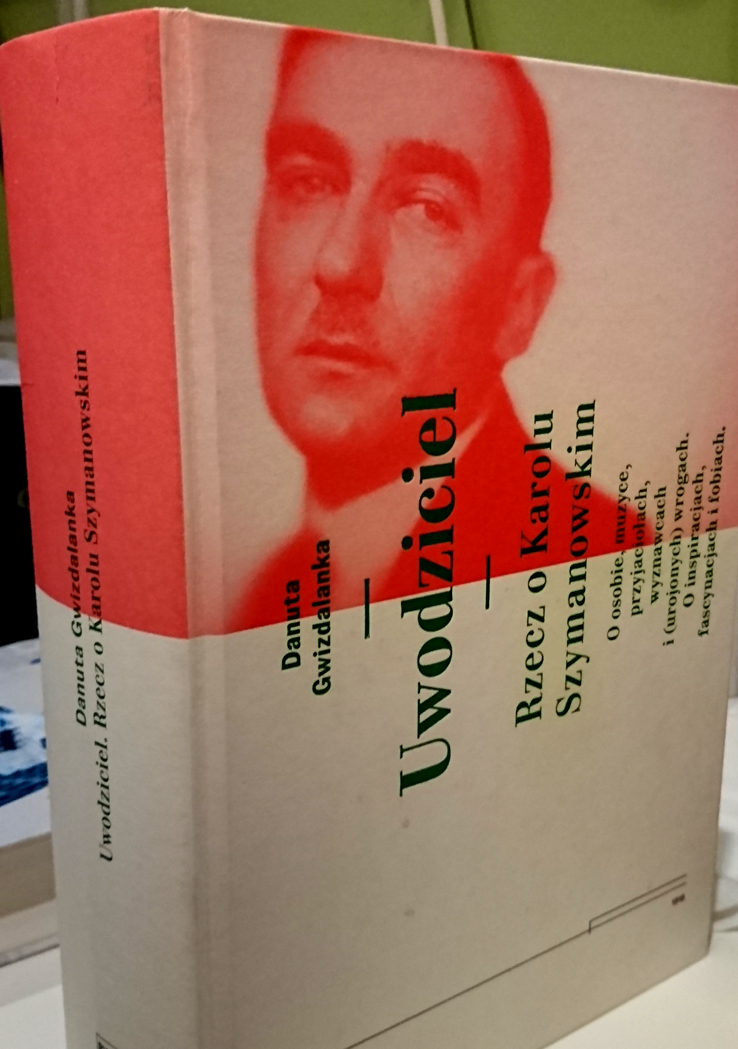 Danuta Gwizdalanka
Uwodziciel. Rzecz o Karolu Szymanowskim
Danuta
Gwizdalanka
Uwodziciel
Rzecz o Karolu
Szymanowskim
O osobie, muzyce,
przyjaciołach,
wyznawcach
i (urojonych) wrogach.
O inspiracjach,
fascynacjach i fobiach.